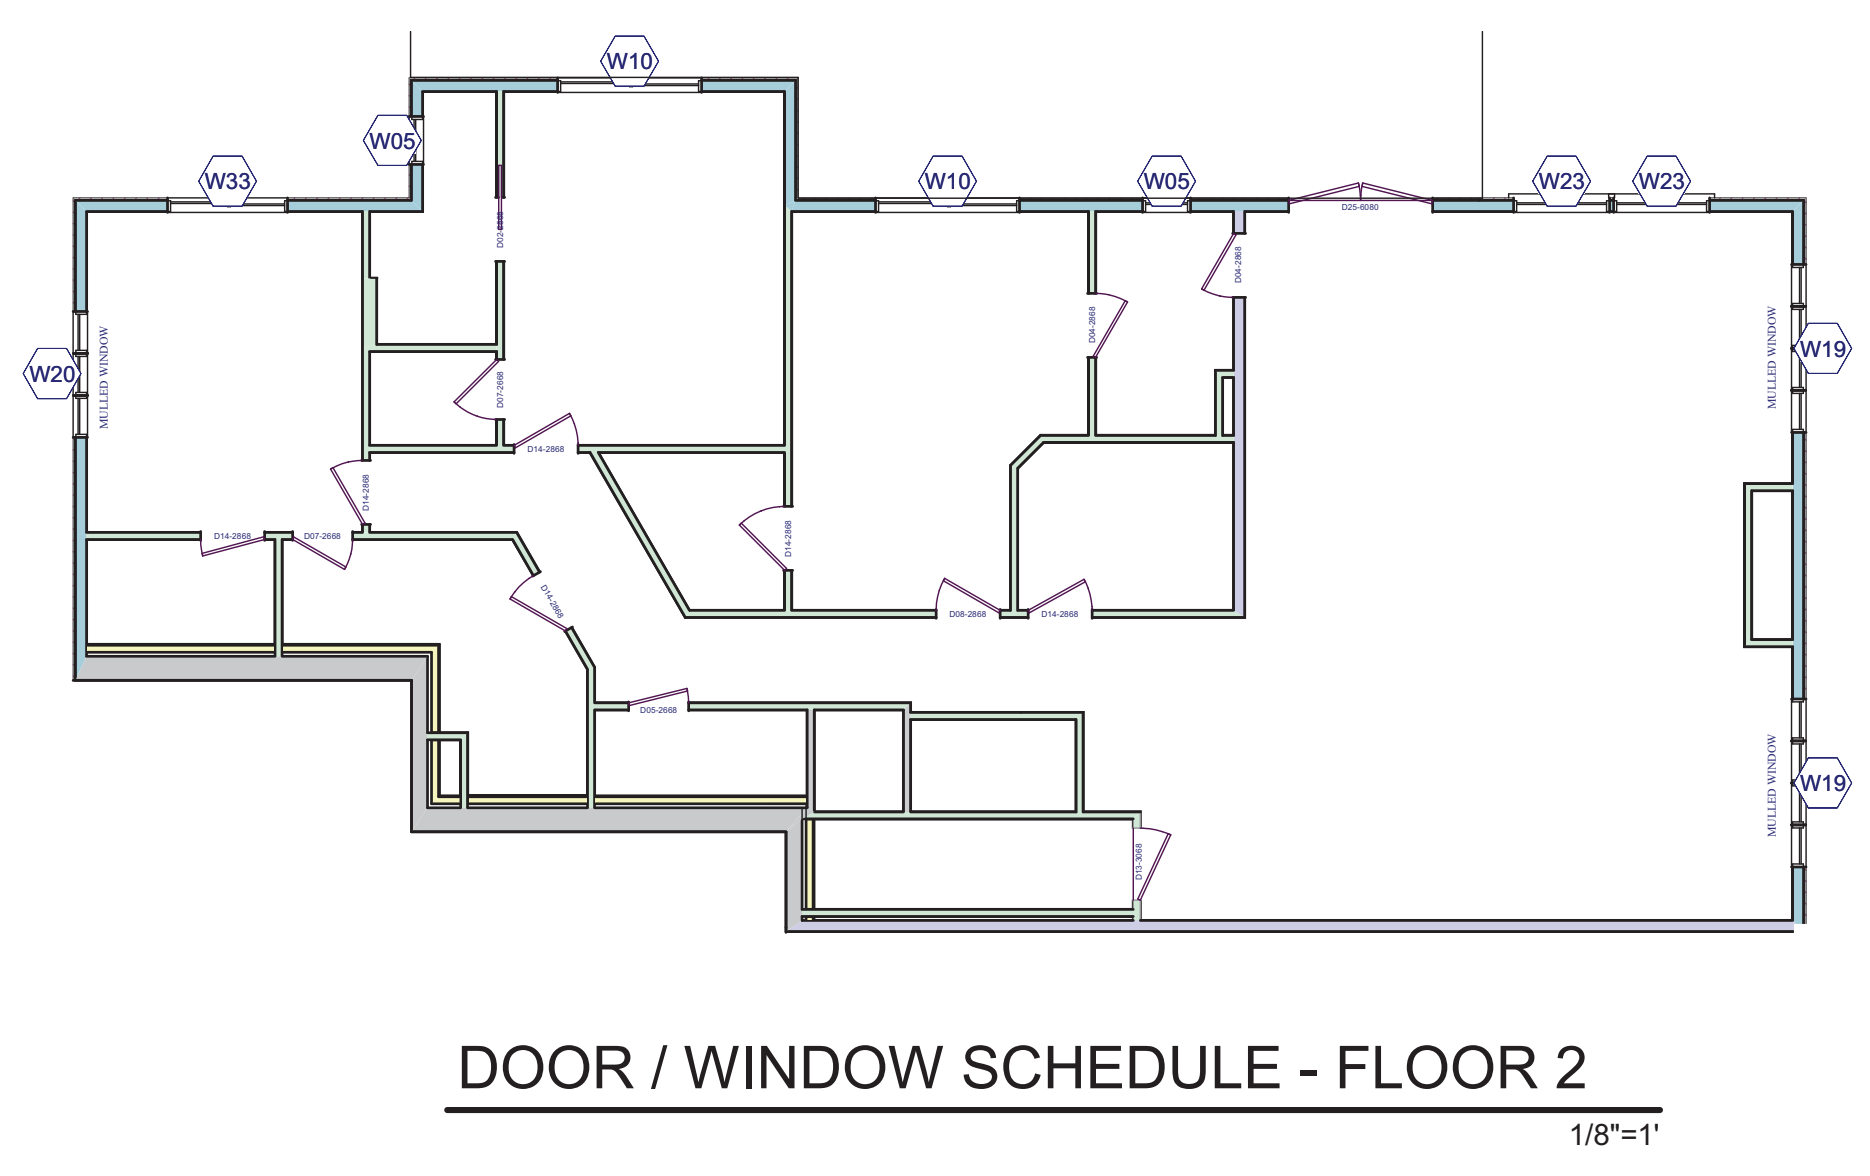 W10
W05
W33
W10
W05
W23
W23
D25-6080
D04-2868
D04-2868
MULLED WINDOW
W20
MULLED WINDOW
W19
D07-2668
D14-2868
D14-2868
D14-2868
D07-2668
D14-2868
D14-2868
D08-2868
D14-2868
D05-2668
MULLED WINDOW
W19
D13-3068
DOOR / WINDOW SCHEDULE - FLOOR 2
1/8"=1'